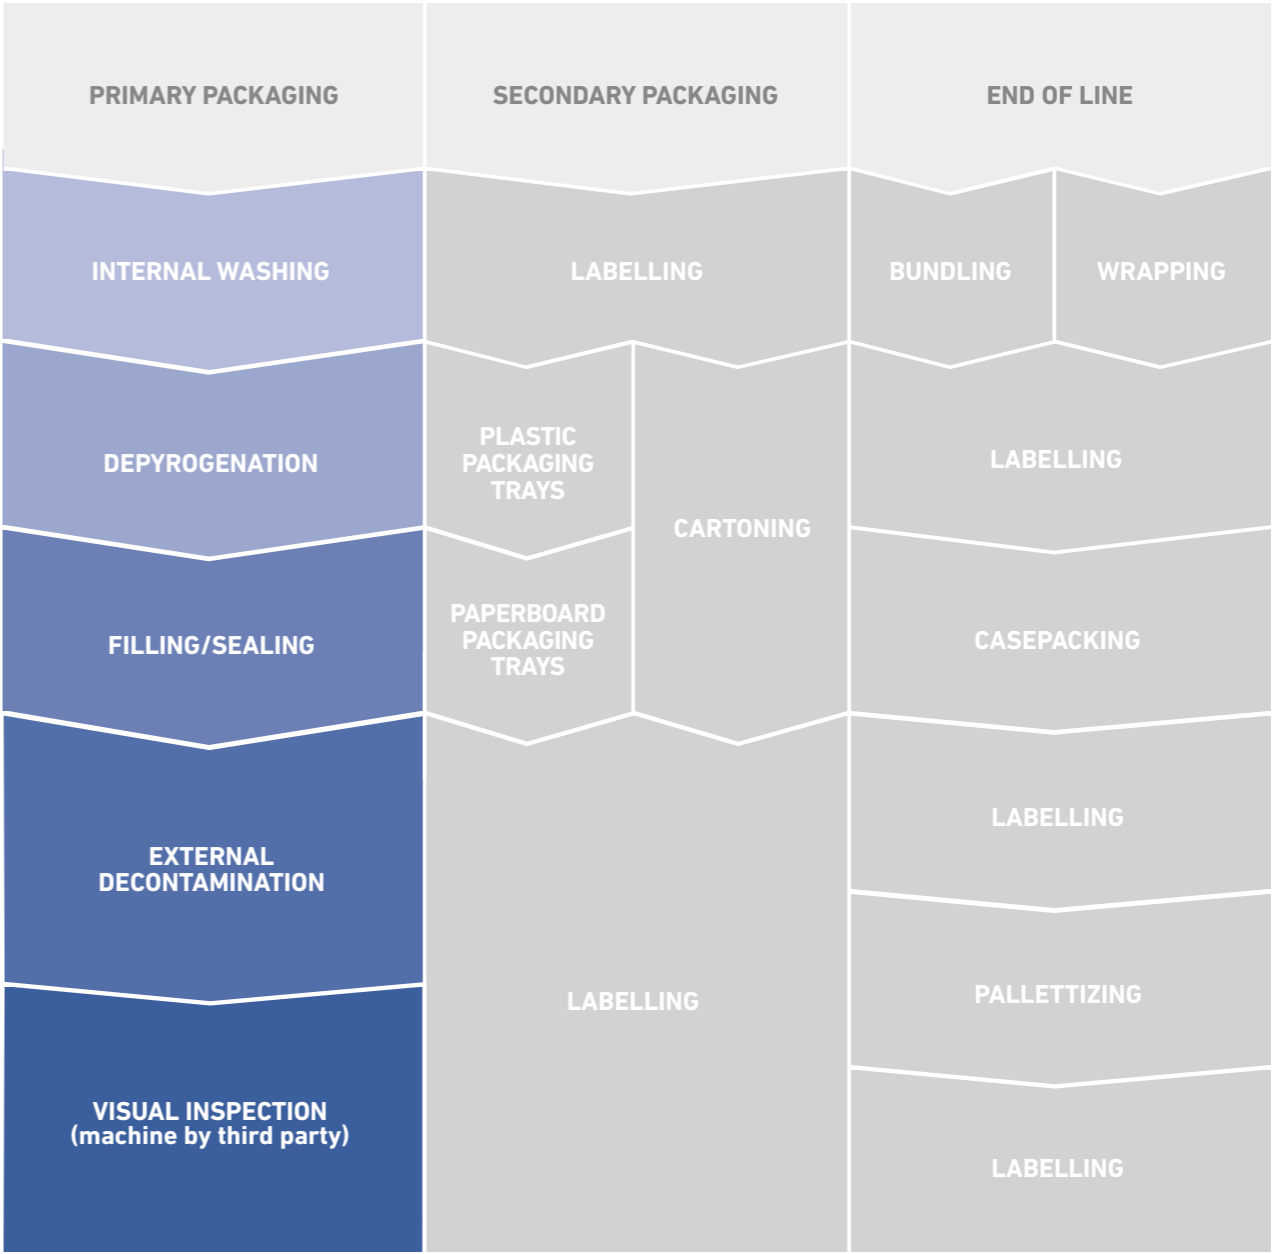 PRIMARY PACKAGING
SECONDARY PACKAGING
END OF LINE
INTERNAL WASHING
LABELLING
BUNDLING
WRAPPING
DEPYROGENATION
PLASTIC
PACKAGING
TRAYS
CARTONING
LABELLING
FILLING/SEALING
PAPERBOARD
PACKAGING
TRAYS
CASEPACKING
EXTERNAL
DECONTAMINATION
LABELLING
LABELLING
PALLETTIZING
VISUAL INSPECTION
(machine by third party)
LABELLING